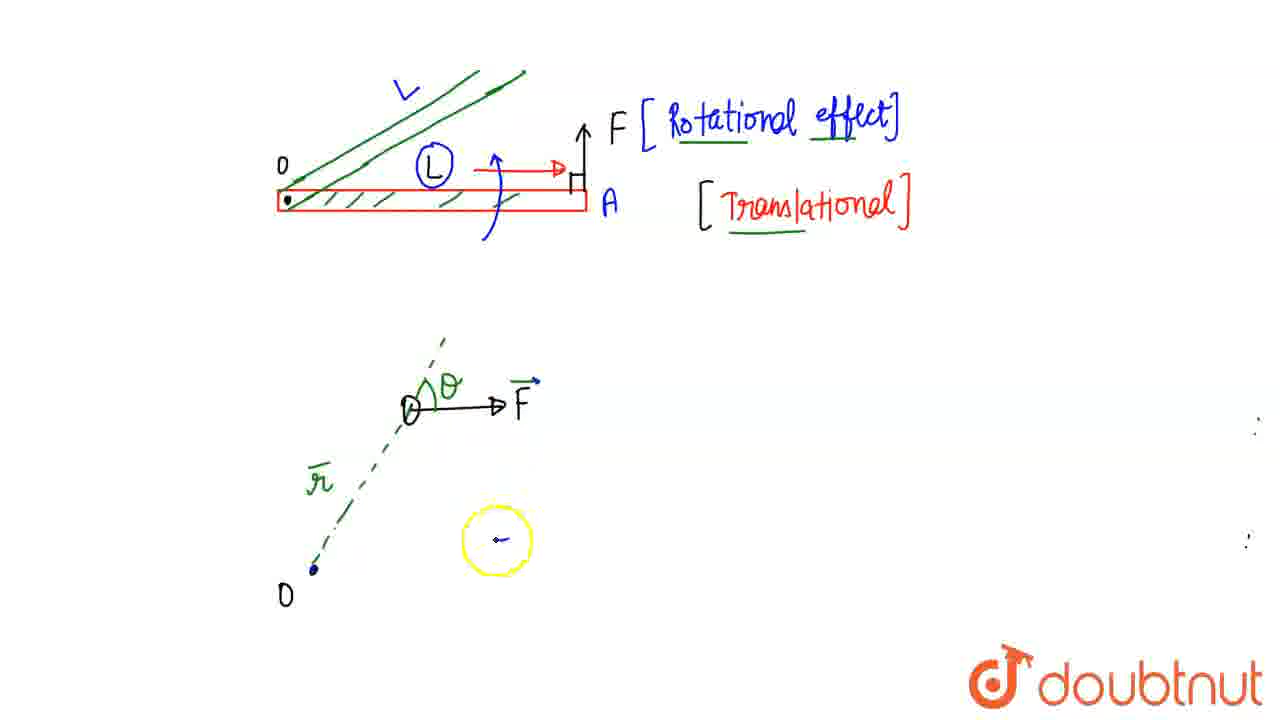 L
F [Rotational effect]
O
L
A
[Translational]
θ
F
r
O
doubtnut